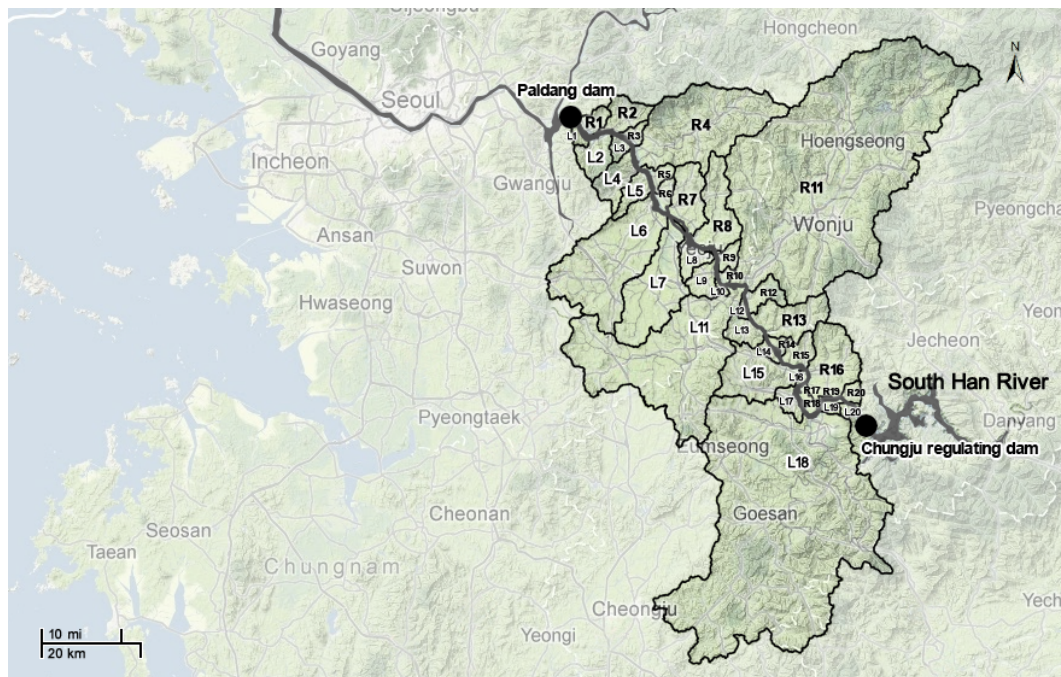 Hongcheon
Goyang
N
Paldang dam
Seoul
R2
R1
R4
L1
R3
L3
Hoengseong
Incheon
L2
Gwangju
L4
R5
R11
L5
R6
R7
Pyeongcha
R8
Wonju
L6
Ansan
R9
L8
Suwon
R10
L7
L9
L10
R12
Hwaseong
L12
R13
L11
L13
Yeon
R14
Jecheon
L14
R15
R16
L15
L16
South Han River
R17
R19
R20
L17
R18
L19
L20
Pyeongtaek
Danyang
Eumseong
Chungju regulating dam
L18
Goesan
Cheonan
Seosan
Taean
Chungnam
Cheongju
Yech
10 mi
Yeongi
20 km